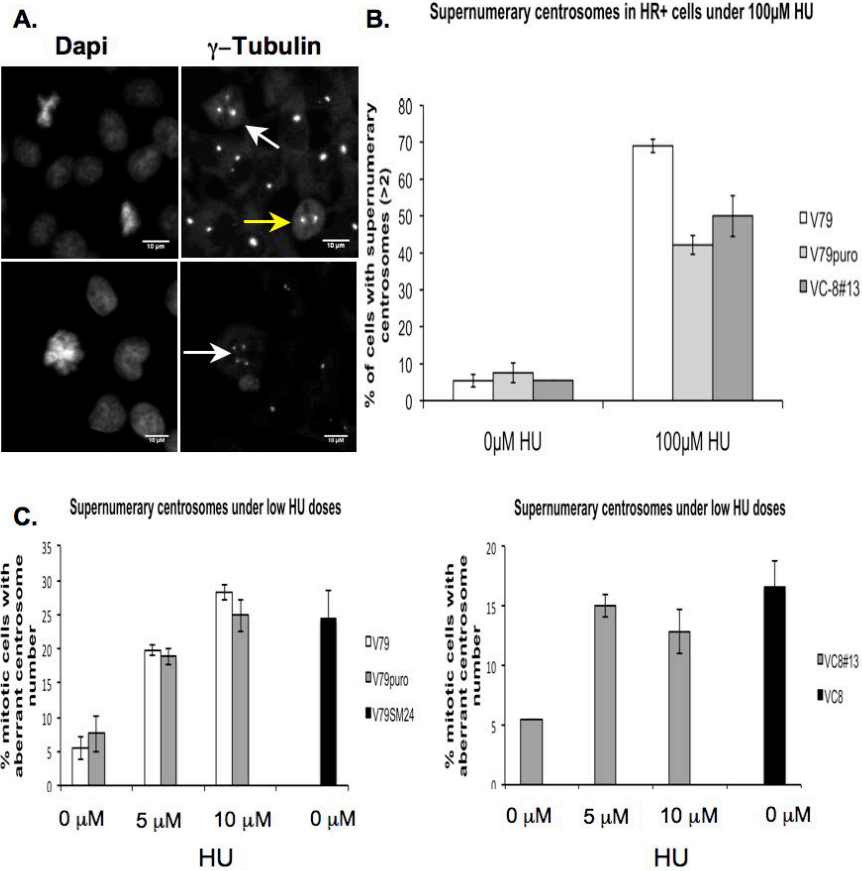 A.
Dapi
γ–Tubulin
10 µm
10 µm
10 µm
10 µm
B.
Supernumerary centrosomes in HR+ cells under 100µM HU
% of cells with supernumerary
centrosomes (>2)
80
70
60
50
40
30
20
10
0
0µM HU
100µM HU
V79
V79puro
VC-8#13
C.
Supernumerary centrosomes under low HU doses
% mitotic cells with
aberrant centrosome
number
35
30
25
20
15
10
5
0
0 µM
5 µM
10 µM
0 µM
HU
V79
V79puro
V79SM24
Supernumerary centrosomes under low HU doses
% mitotic cells with
aberrant centrosome
number
20
15
10
5
0
0 µM
5 µM
10 µM
0 µM
HU
VC8#13
VC8